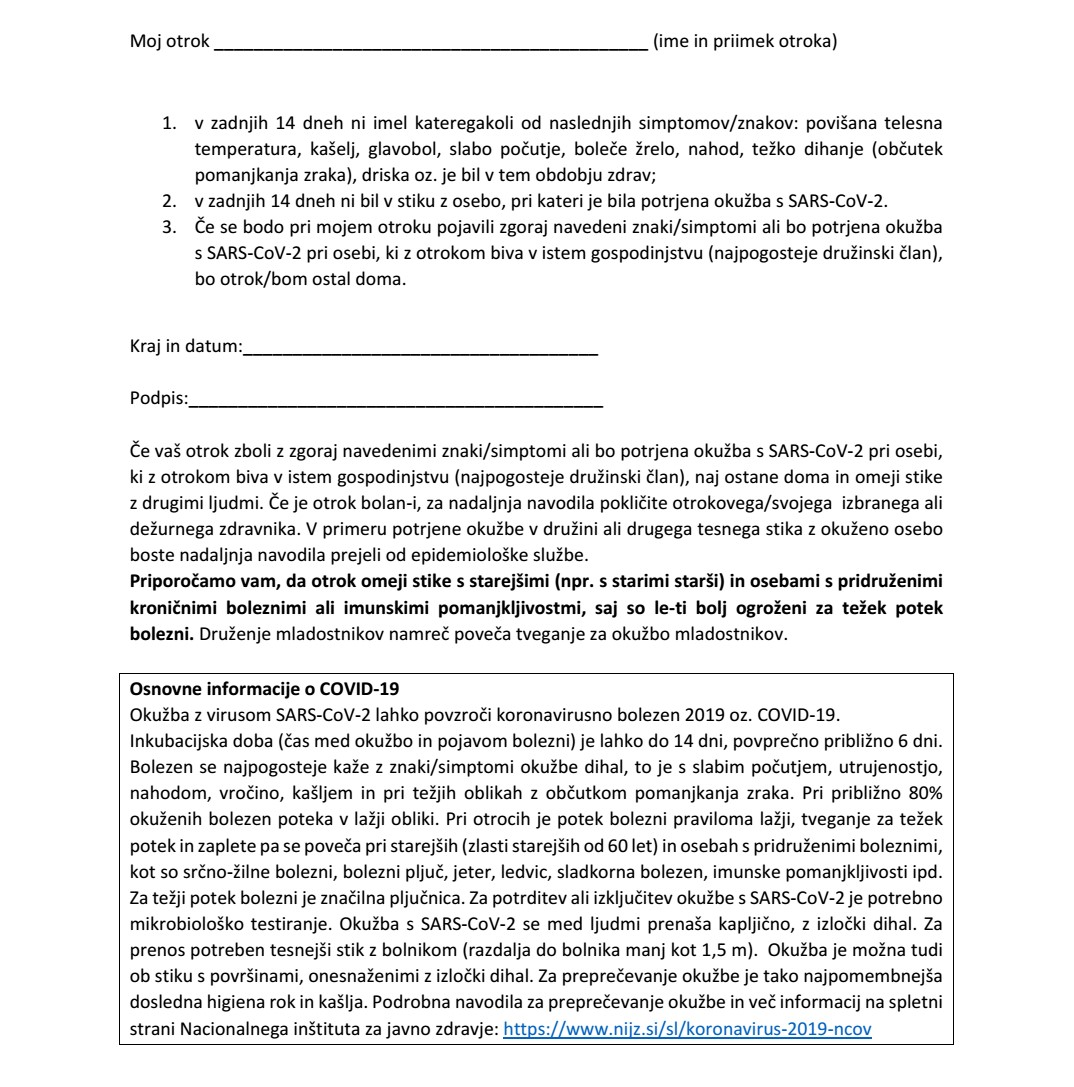 Moj otrok ____________________________________________ (ime in priimek otroka)
1. v zadnjih 14 dneh ni imel kateregakoli od naslednjih simptomov/znakov: povišana telesna
temperatura, kašelj, glavobol, slabo počutje, boleče žrelo, nahod, težko dihanje (občutek
pomanjkanja zraka), driska oz. je bil v tem obdobju zdrav;
2. v zadnjih 14 dneh ni bil v stiku z osebo, pri kateri je bila potrjena okužba s SARS-CoV-2.
3. Če se bodo pri mojem otroku pojavili zgoraj navedeni znaki/simptomi ali bo potrjena okužba
s SARS-CoV-2 pri osebi, ki z otrokom biva v istem gospodinjstvu (najpogosteje družinski član),
bo otrok/bom ostal doma.
Kraj in datum:____________________________________
Podpis:__________________________________________
Če vaš otrok zboli z zgoraj navedenimi znaki/simptomi ali bo potrjena okužba s SARS-CoV-2 pri osebi,
ki z otrokom biva v istem gospodinjstvu (najpogosteje družinski član), naj ostane doma in omeji stike
z drugimi ljudmi. Če je otrok bolan-i, za nadaljnja navodila pokličite otrokovega/svojega  izbranega ali
dežurnega zdravnika. V primeru potrjene okužbe v družini ali drugega tesnega stika z okuženo osebo
boste nadaljnja navodila prejeli od epidemiološke službe.
Priporočamo vam, da otrok omeji stike s starejšimi (npr. s starimi starši) in osebami s pridruženimi
kroničnimi boleznimi ali imunskimi pomanjkljivostmi, saj so le-ti bolj ogroženi za težek potek
bolezni. Druženje mladostnikov namreč poveča tveganje za okužbo mladostnikov.
Osnovne informacije o COVID-19
Okužba z virusom SARS-CoV-2 lahko povzroči koronavirusno bolezen 2019 oz. COVID-19.
Inkubacijska doba (čas med okužbo in pojavom bolezni) je lahko do 14 dni, povprečno približno 6 dni.
Bolezen se najpogosteje kaže z znaki/simptomi okužbe dihal, to je s slabim počutjem, utrujenostjo,
nahodom, vročino, kašljem in pri težjih oblikah z občutkom pomanjkanja zraka. Pri približno 80%
okuženih bolezen poteka v lažji obliki. Pri otrocih je potek bolezni praviloma lažji, tveganje za težek
potek in zaplete pa se poveča pri starejših (zlasti starejših od 60 let) in osebah s pridruženimi boleznimi,
kot so srčno-žilne bolezni, bolezni pljuč, jeter, ledvic, sladkorna bolezen, imunske pomanjkljivosti ipd.
Za težji potek bolezni je značilna pljučnica. Za potrditev ali izključitev okužbe s SARS-CoV-2 je potrebno
mikrobiološko testiranje. Okužba s SARS-CoV-2 se med ljudmi prenaša kapljično, z izločki dihal. Za
prenos potreben tesnejši stik z bolnikom (razdalja do bolnika manj kot 1,5 m).  Okužba je možna tudi
ob stiku s površinami, onesnaženimi z izločki dihal. Za preprečevanje okužbe je tako najpomembnejša
dosledna higiena rok in kašlja. Podrobna navodila za preprečevanje okužbe in več informacij na spletni
strani Nacionalnega inštituta za javno zdravje: https://www.nijz.si/sl/koronavirus-2019-ncov